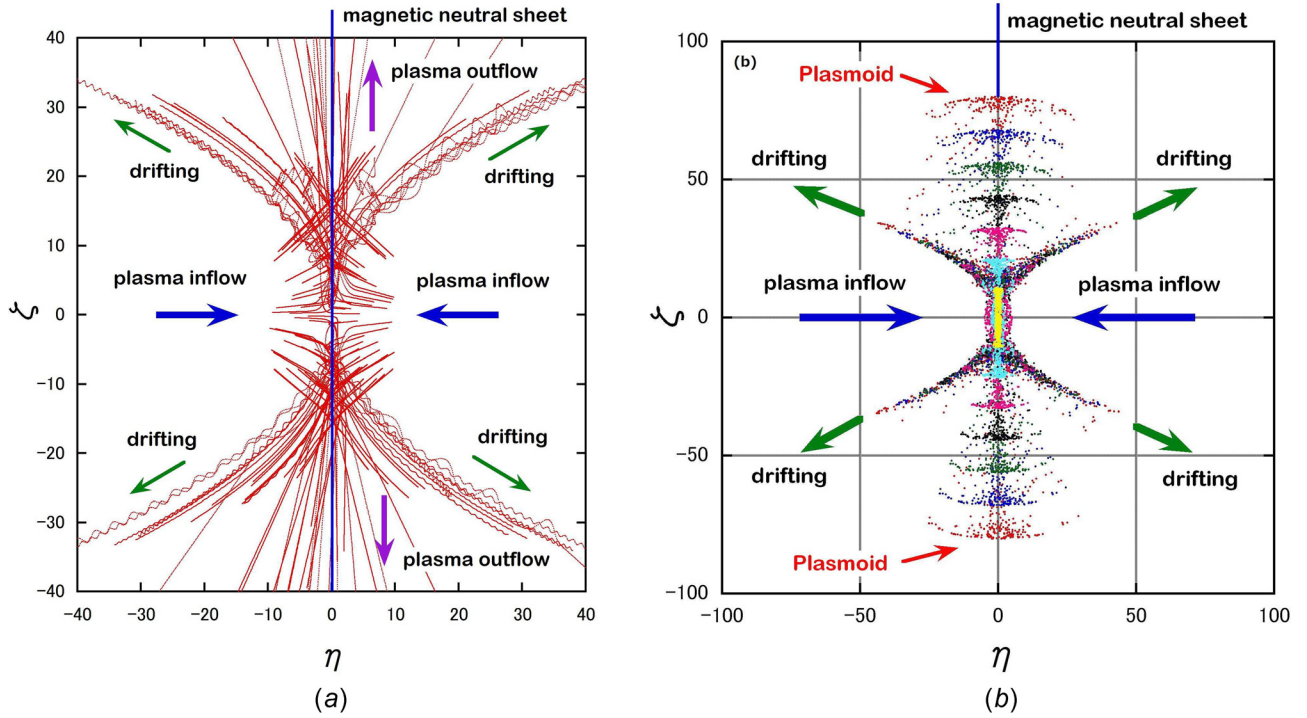 magnetic neutral sheet
40
30
20
10
0
−10
−20
−30
−40
−40 −30 −20 −10 0 10 20 30 40
ζ
η
plasma outflow
drifting
drifting
plasma inflow
plasma inflow
drifting
drifting
plasma outflow
(a)
magnetic neutral sheet
100
50
0
−50
−100
−100 −50 0 50 100
ζ
η
(b)
Plasmoid
drifting
drifting
plasma inflow
plasma inflow
drifting
drifting
Plasmoid
(b)